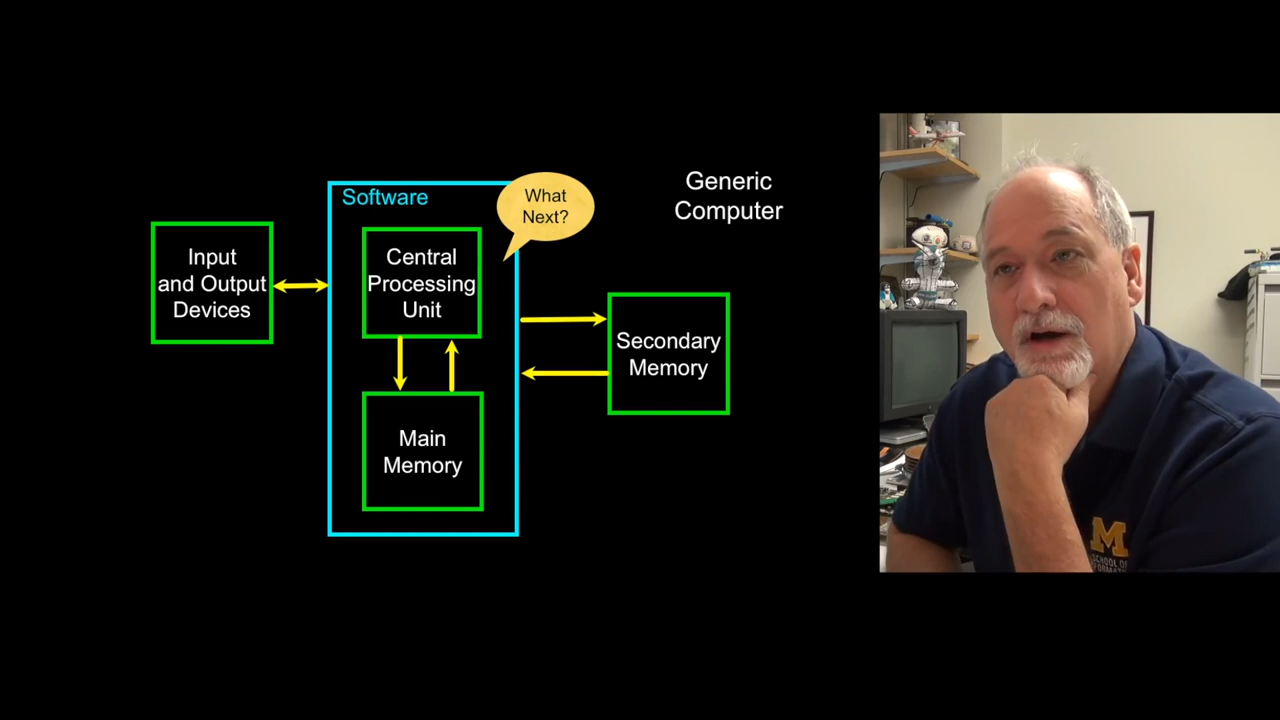 Generic
Computer
Software
What
Next?
Input
and Output
Devices
Central
Processing
Unit
Secondary
Memory
Main
Memory
M
SCHOOL OF